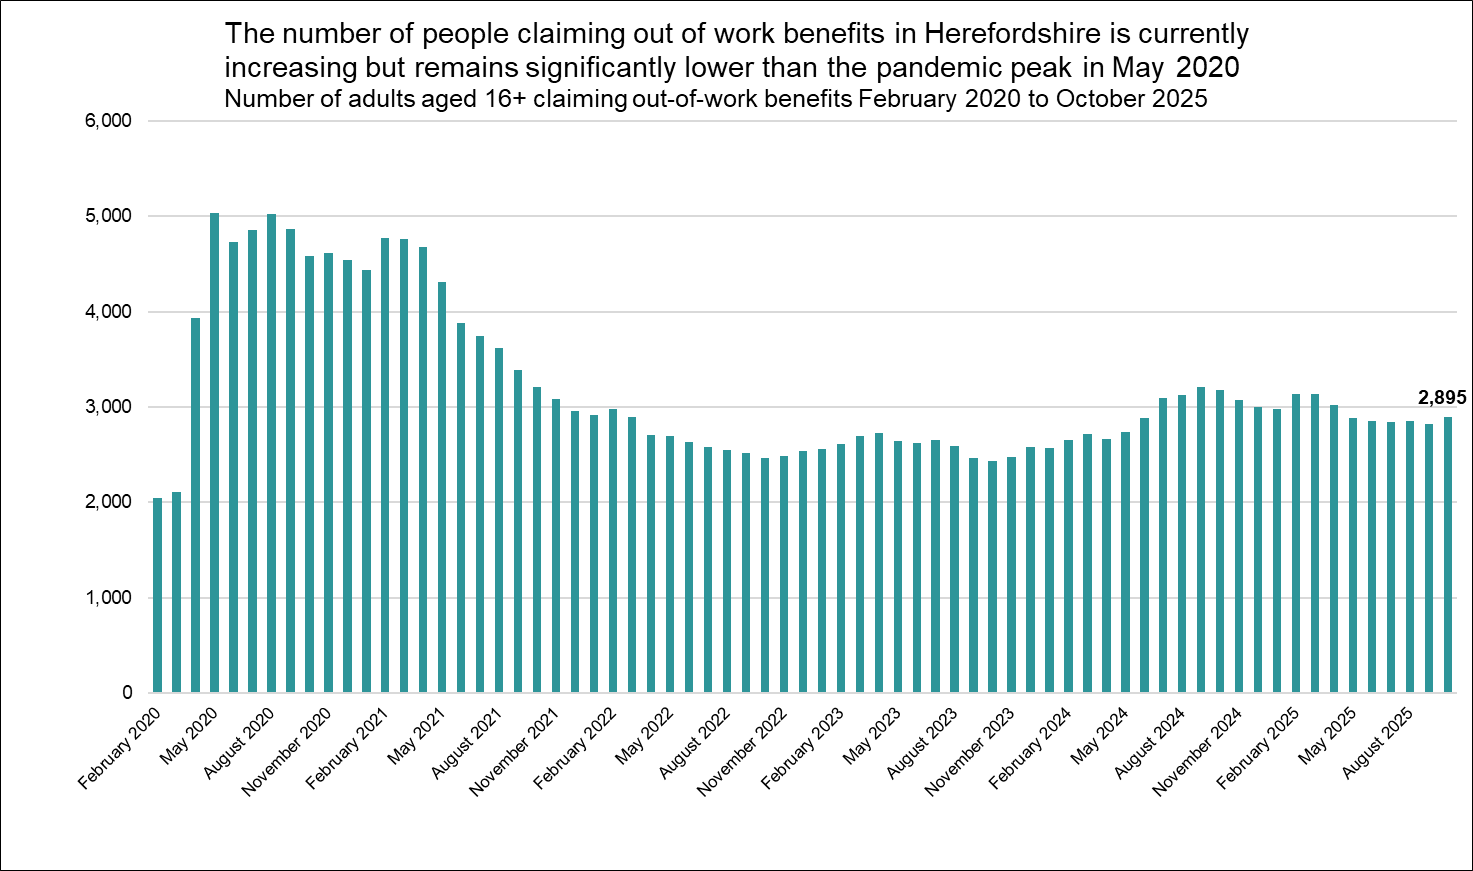 The number of people claiming out of work benefits in Herefordshire is currently
increasing but remains significantly lower than the pandemic peak in May 2020
Number of adults aged 16+ claiming out-of-work benefits February 2020 to October 2025
6,000
5,000
4,000
3,000
2,000
1,000
0
2,895
February 2020
May 2020
August 2020
November 2020
February 2021
May 2021
August 2021
November 2021
February 2022
May 2022
August 2022
November 2022
February 2023
May 2023
August 2023
November 2023
February 2024
May 2024
August 2024
November 2024
February 2025
May 2025
August 2025